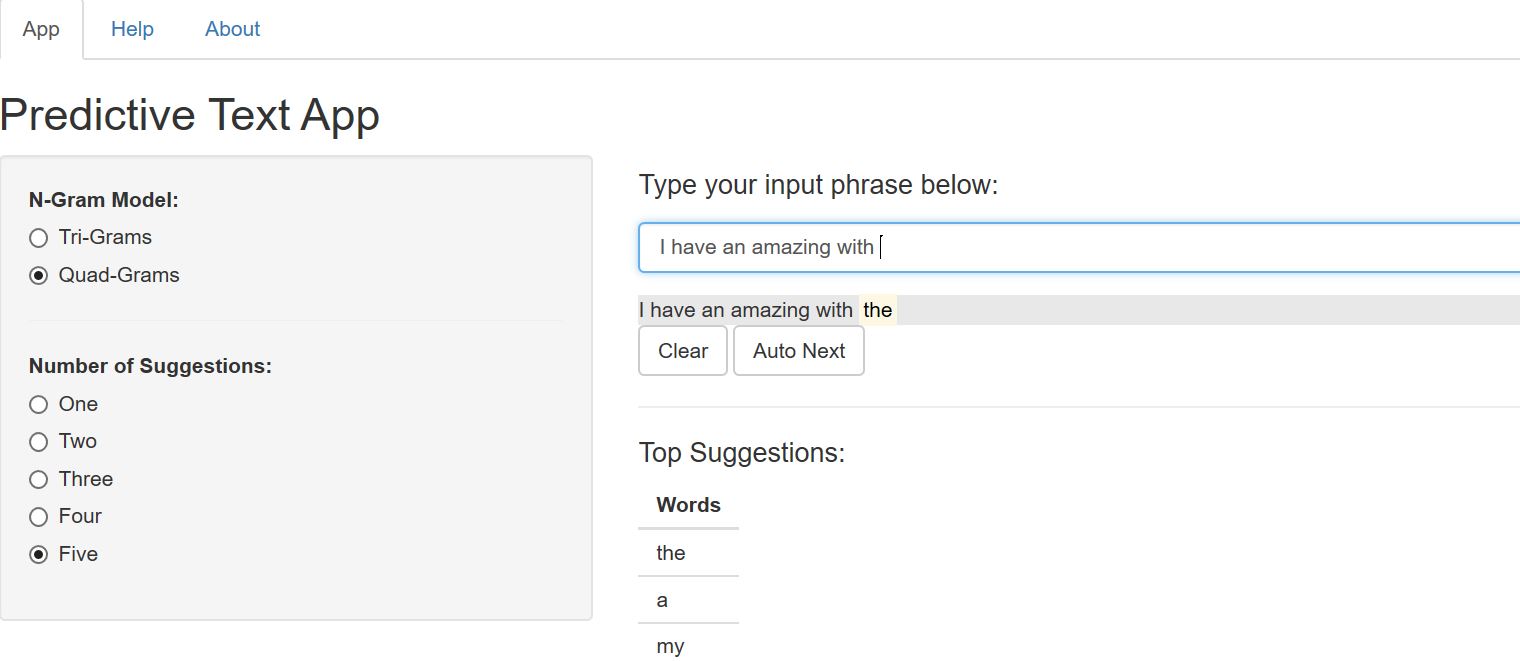 App Help About
Predictive Text App
N-Gram Model:
Tri-Grams
Quad-Grams
Number of Suggestions:
One
Two
Three
Four
Five
Type your input phrase below:
I have an amazing with
I have an amazing with the
Clear Auto Next
Top Suggestions:
Words
the
a
my